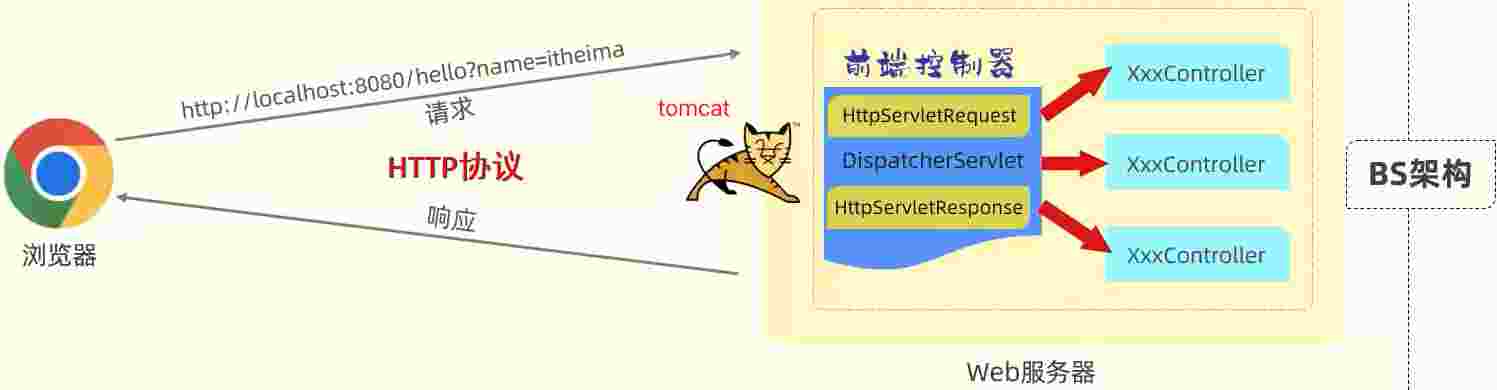 http://localhost:8080/hello?name=itheima
请求
HTTP协议
响应
浏览器
tomcat
TM
前端控制器
HttpServletRequest
DispatcherServlet
HttpServletResponse
XxxController
XxxController
XxxController
Web服务器
BS架构